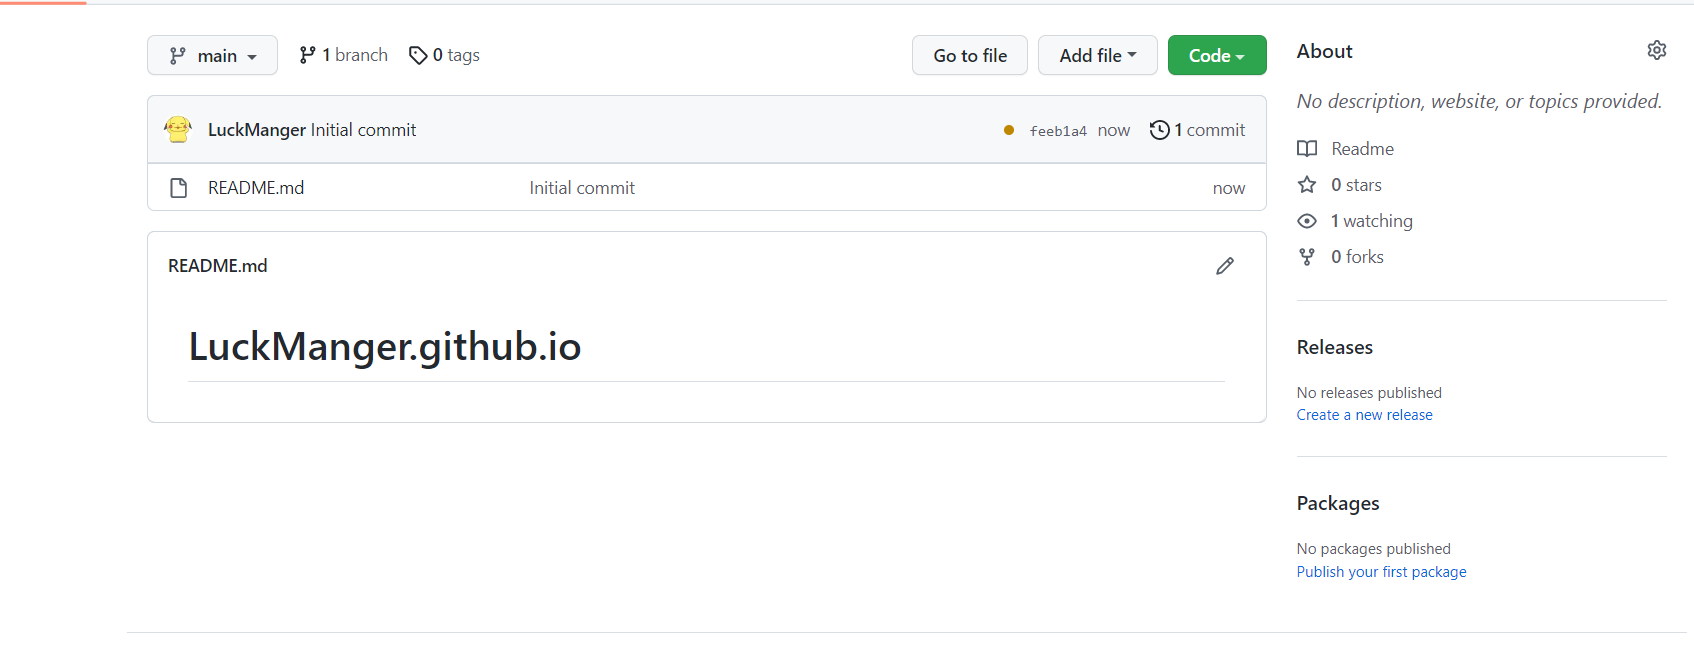 main 1 branch 0 tags Go to file Add file Code
LuckManger Initial commit feeb1a4 now 1 commit
README.md Initial commit now
README.md
LuckManger.github.io
About
No description, website, or topics provided.
Readme
0 stars
1 watching
0 forks
Releases
No releases published
Create a new release
Packages
No packages published
Publish your first package